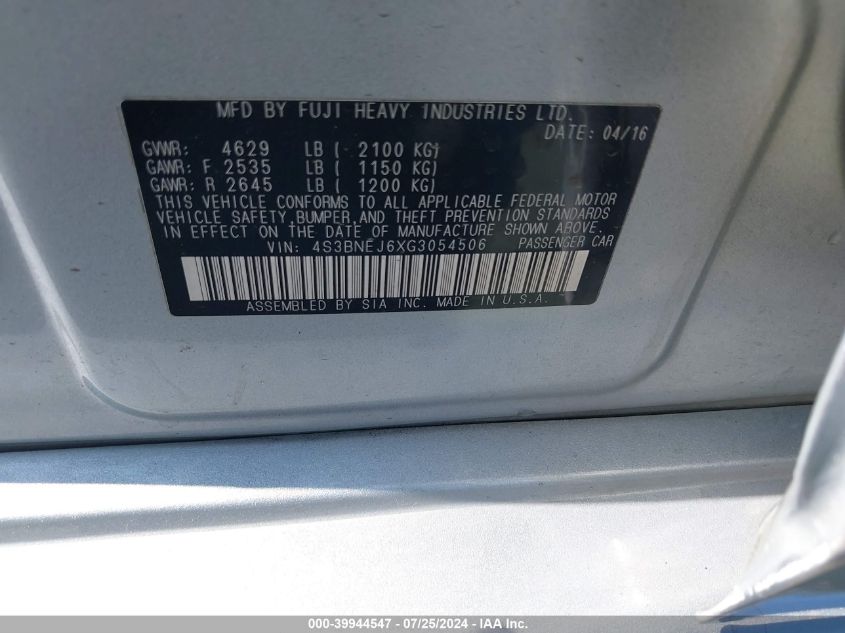 MFD BY FUJI HEAVY INDUSTRIES LTD.
DATE: 04/16
GVWR: 4629 LB ( 2100 KG)
GAWR: F 2535 LB ( 1150 KG)
GAWR: R 2645 LB ( 1200 KG)
THIS VEHICLE CONFORMS TO ALL APPLICABLE FEDERAL MOTOR
VEHICLE SAFETY,BUMPER,AND THEFT PREVENTION STANDARDS
IN EFFECT ON THE DATE OF MANUFACTURE SHOWN ABOVE.
VIN: 4S3BNEJ6XG3054506 PASSENGER CAR
ASSEMBLED BY SIA INC. MADE IN U.S.A.
000-39944547 - 07/25/2024 - IAA Inc.